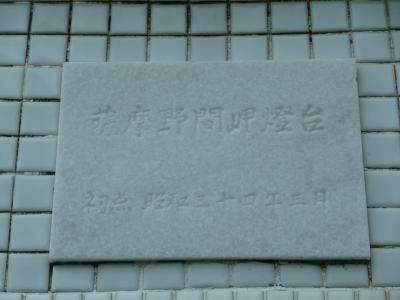 薩摩野間岬燈台
初点 昭和三十四年三月